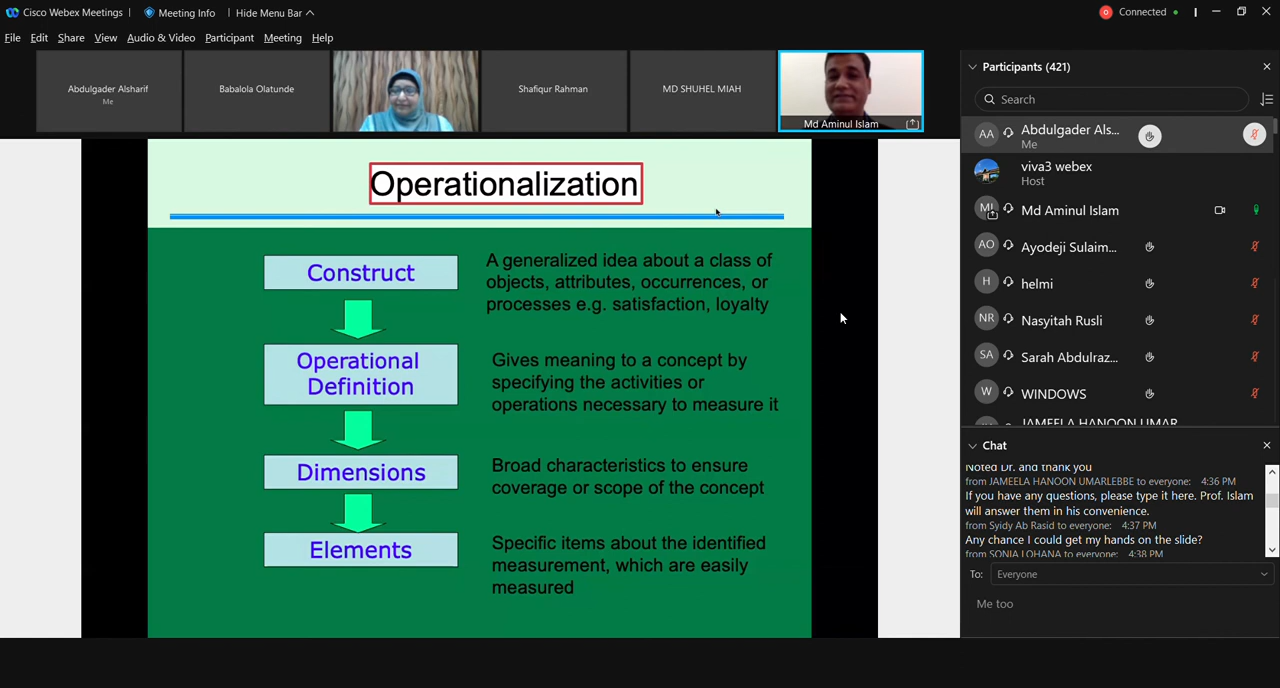 Cisco Webex Meetings
Meeting Info
Hide Menu Bar
Connected
File Edit Share View Audio & Video Participant Meeting Help
Abdulgader Alsharif
Me
Babalola Olatunde
Shafiqur Rahman
MD SHUHEL MIAH
Md Aminul Islam
Operationalization
Construct
A generalized idea about a class of
objects, attributes, occurrences, or
processes e.g. satisfaction, loyalty
Operational
Definition
Gives meaning to a concept by
specifying the activities or
operations necessary to measure it
Dimensions
Broad characteristics to ensure
coverage or scope of the concept
Elements
Specific items about the identified
measurement, which are easily
measured
Participants (421)
Search
AA
Abdulgader Als...
Me
viva3 webex
Host
MI
Md Aminul Islam
AO
Ayodeji Sulaim...
H
helmi
NR
Nasyitah Rusli
SA
Sarah Abdulraz...
W
WINDOWS
JAMEELA HANOON UMAR
Chat
Noted Dr. and thank you
from JAMEELA HANOON UMARLEBBE to everyone: 4:36 PM
If you have any questions, please type it here. Prof. Islam
will answer them in his convenience.
from Syidy Ab Rasid to everyone: 4:37 PM
Any chance I could get my hands on the slide?
from SONIA LOHANA to everyone: 4:38 PM
To: Everyone
Me too